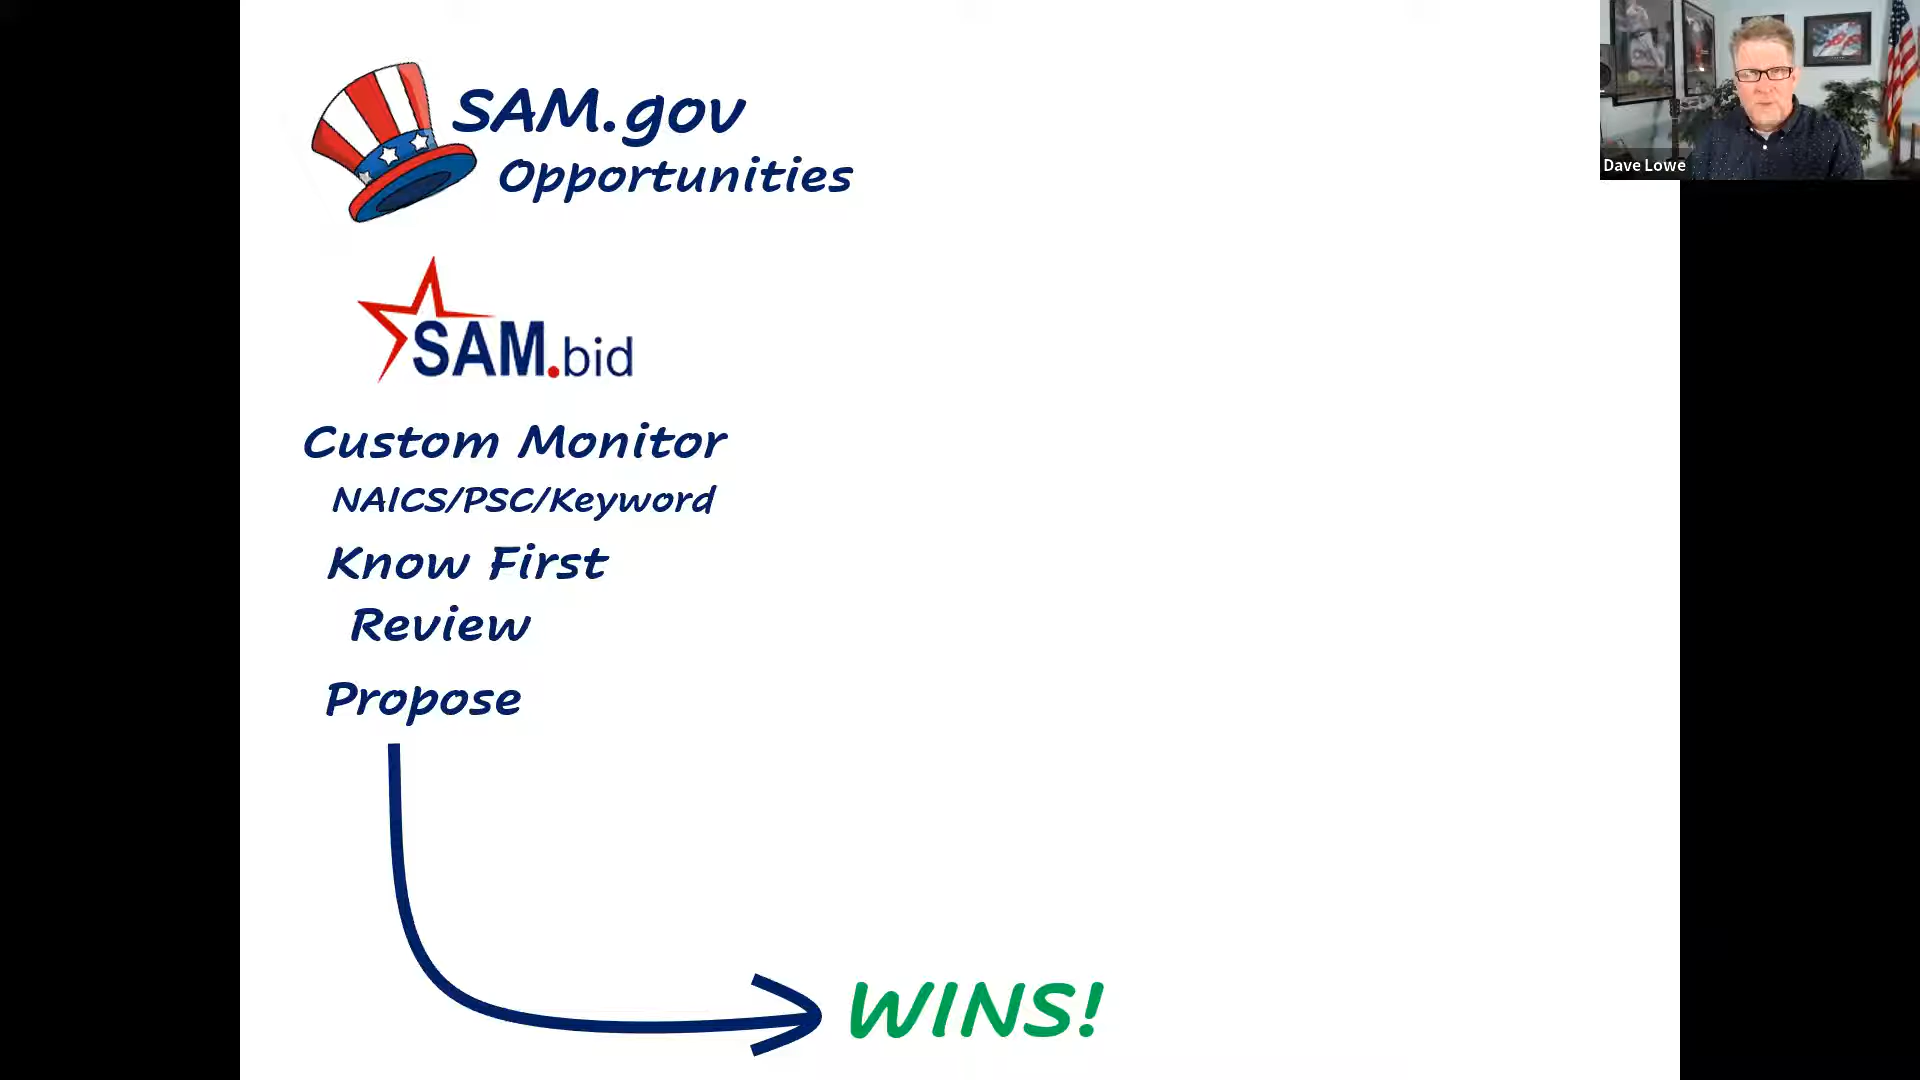 SAM.gov
Opportunities
SAM.bid
Custom Monitor
NAICS/PSC/Keyword
Know First
Review
Propose
WINS!
Dave Lowe